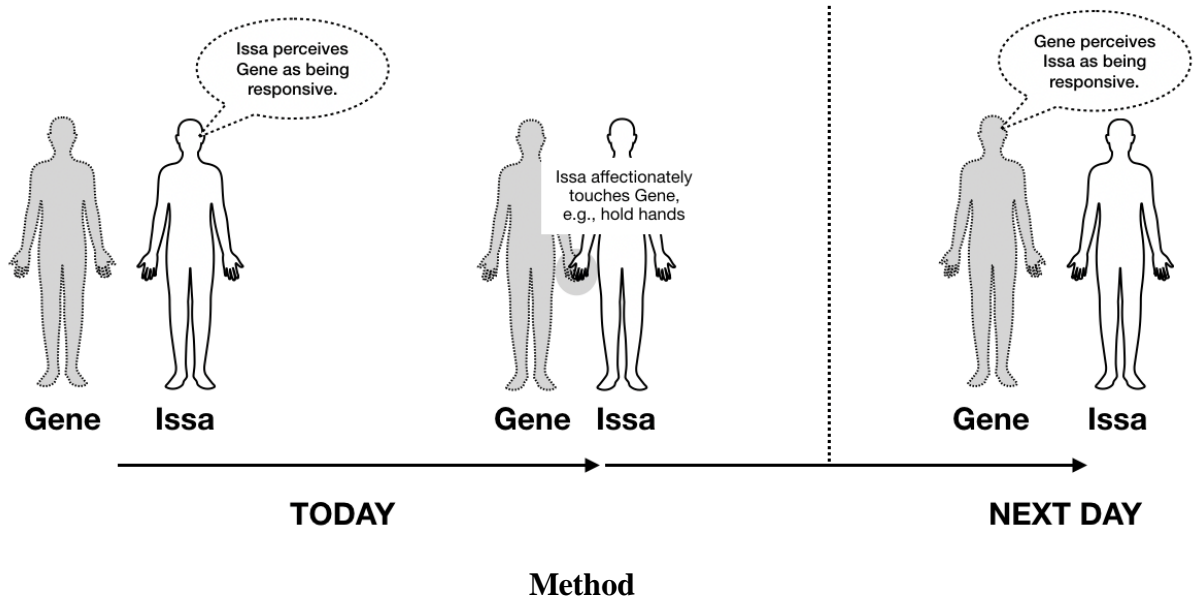 Issa perceives
Gene as being
responsive.
Gene perceives
Issa as being
responsive.
Issa affectionately
touches Gene,
e.g., hold hands
Gene
Issa
Gene
Issa
Gene
Issa
TODAY
NEXT DAY
Method